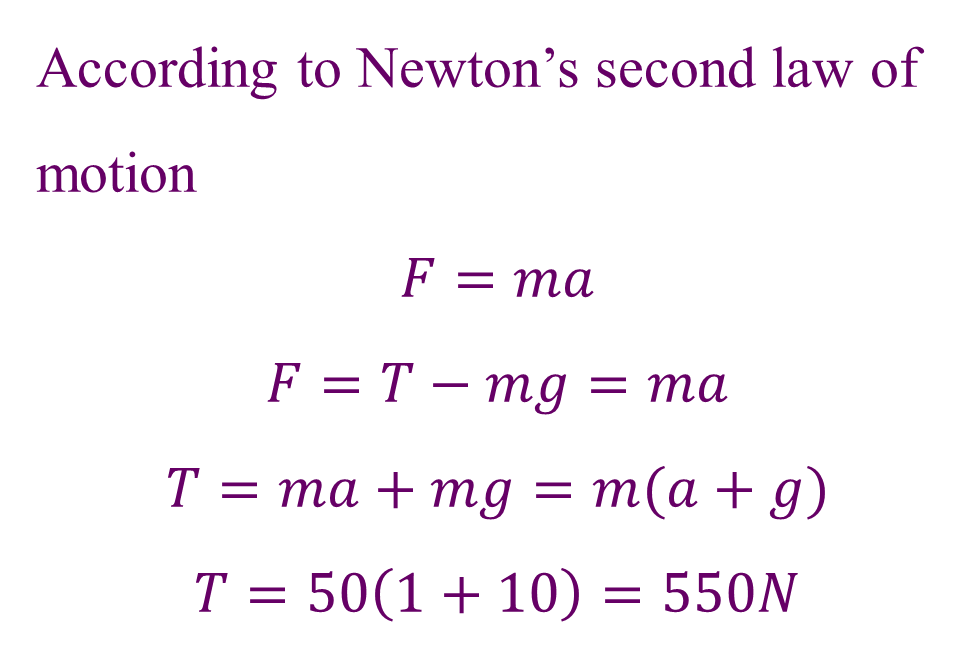 According to Newton’s second law of
motion
F = ma
F = T − mg = ma
T = ma + mg = m(a + g)
T = 50(1 + 10) = 550N